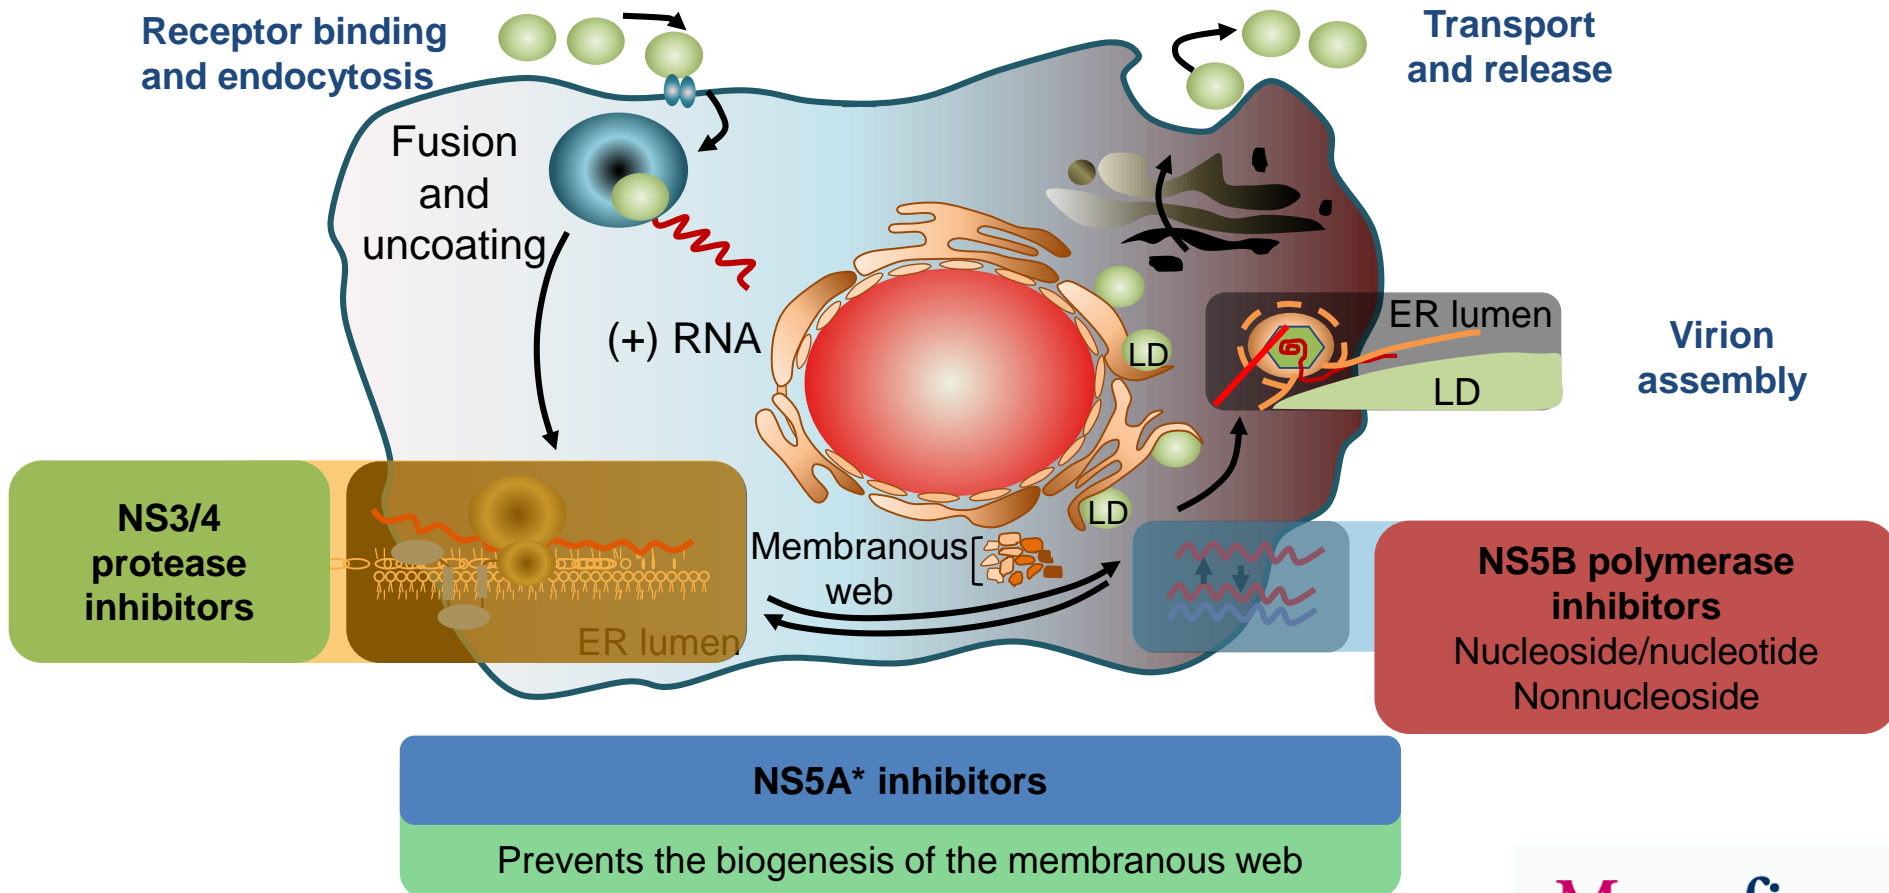 Receptor binding
and endocytosis
Transport
and release
Fusion
and
uncoating
(+) RNA
LD
ER lumen
LD
Virion
assembly
NS3/4
protease
inhibitors
ER lumen
Membranous
web
LD
NS5B polymerase
inhibitors
Nucleoside/nucleotide
Nonnucleoside
NS5A* inhibitors
Prevents the biogenesis of the membranous web